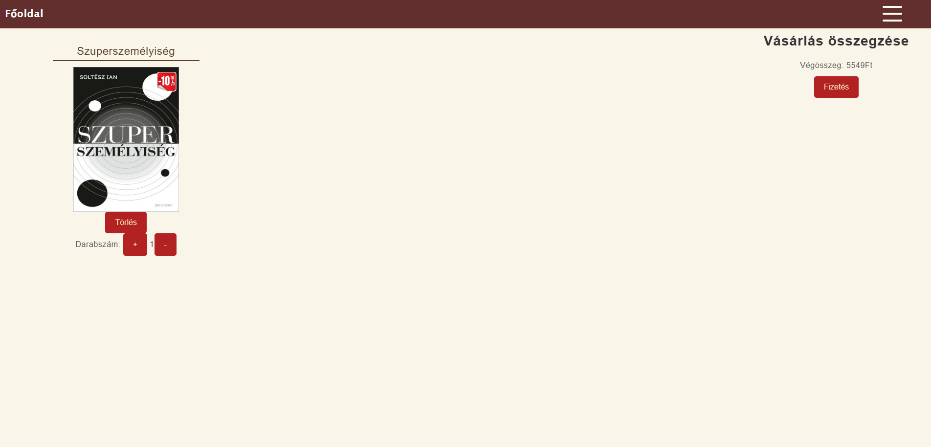 Főoldal
Szuperszemélyiség
SOLTÉSZ IAN
-10%
SZUPER
SZEMÉLYISÉG
Törlés
Darabszám: + 1 -
Vásárlás összegzése
Végösszeg: 5549Ft
Fizetés